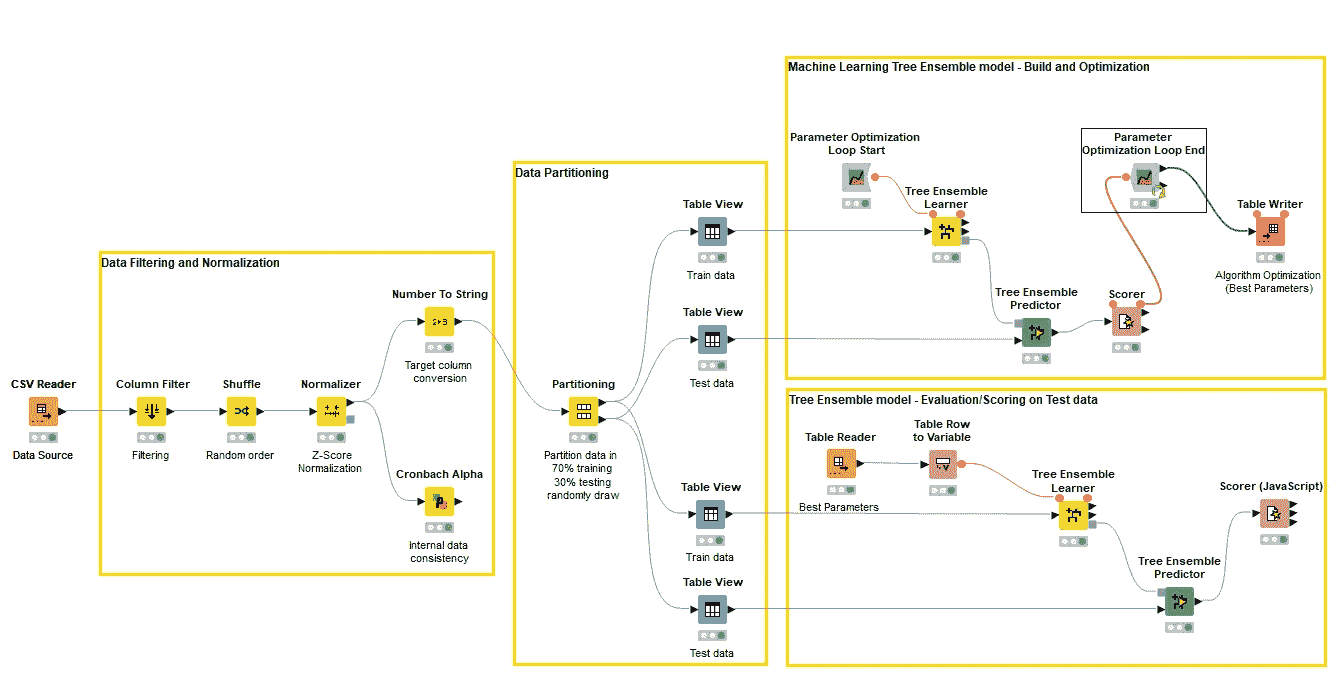 Machine Learning Tree Ensemble model - Build and Optimization
Parameter Optimization
Loop Start
Tree Ensemble
Learner
Parameter
Optimization Loop End
Table Writer
Algorithm Optimization
(Best Parameters)
Tree Ensemble
Predictor
Scorer
Data Partitioning
Table View
Train data
Table View
Test data
Partitioning
Partition data in
70% training
30% testing
randomly draw
Table View
Train data
Table View
Test data
Data Filtering and Normalization
Number To String
Target column
conversion
CSV Reader
Data Source
Column Filter
Filtering
Shuffle
Random order
Normalizer
Z-Score
Normalization
Cronbach Alpha
Internal data
consistency
Tree Ensemble model - Evaluation/Scoring on Test data
Table Reader
Best Parameters
Table Row
to Variable
Tree Ensemble
Learner
Scorer (JavaScript)
Tree Ensemble
Predictor